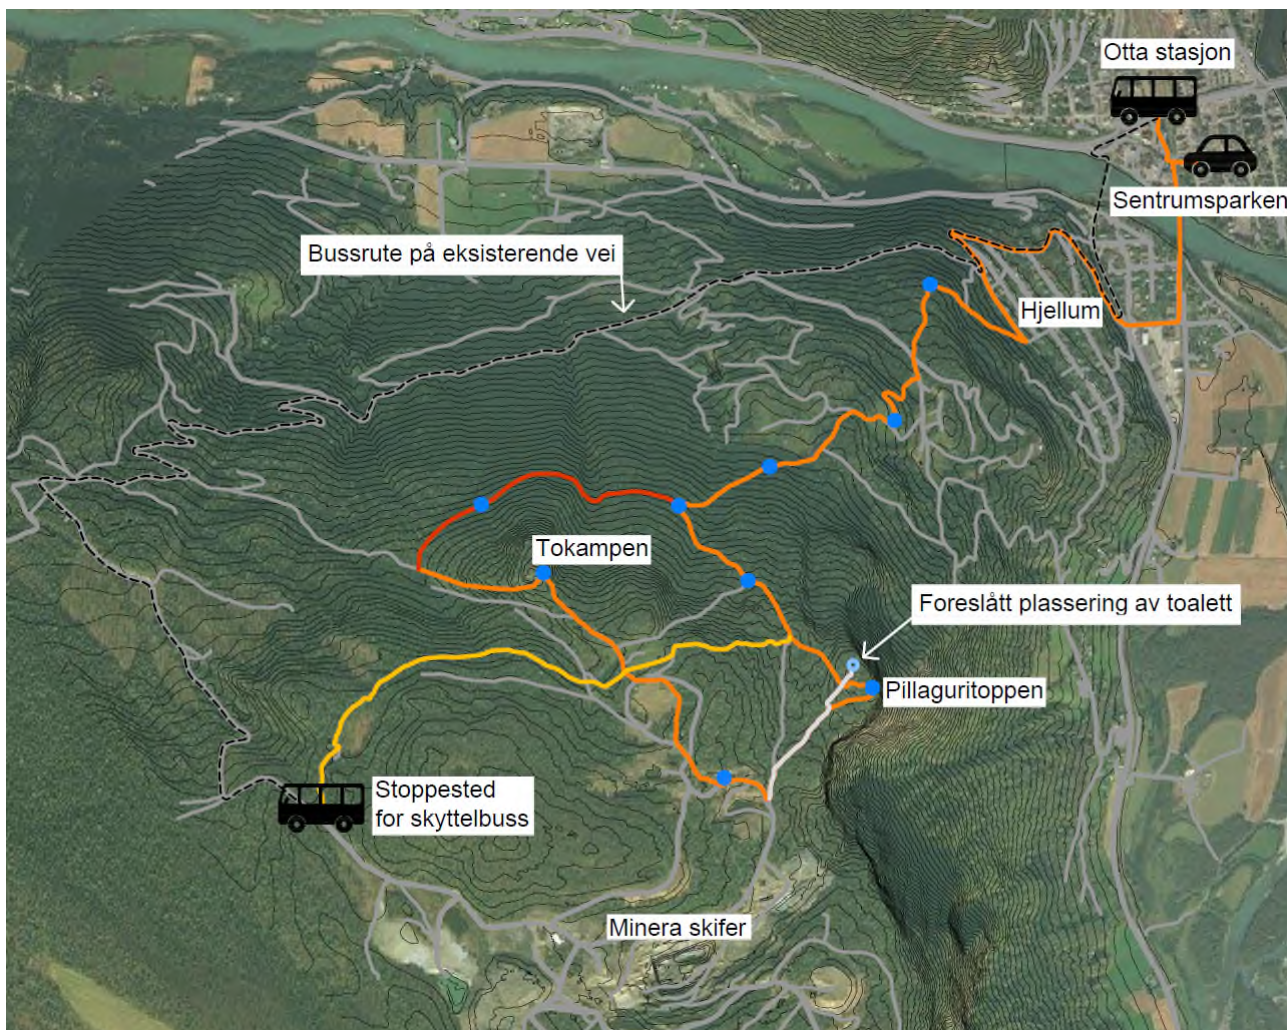 Otta stasjon
Sentrumsparken
Bussrute på eksisterende vei
Hjellum
Tokampen
Foreslått plassering av toalett
Pillaguritoppen
Stoppested
for skyttelbuss
Minera skifer